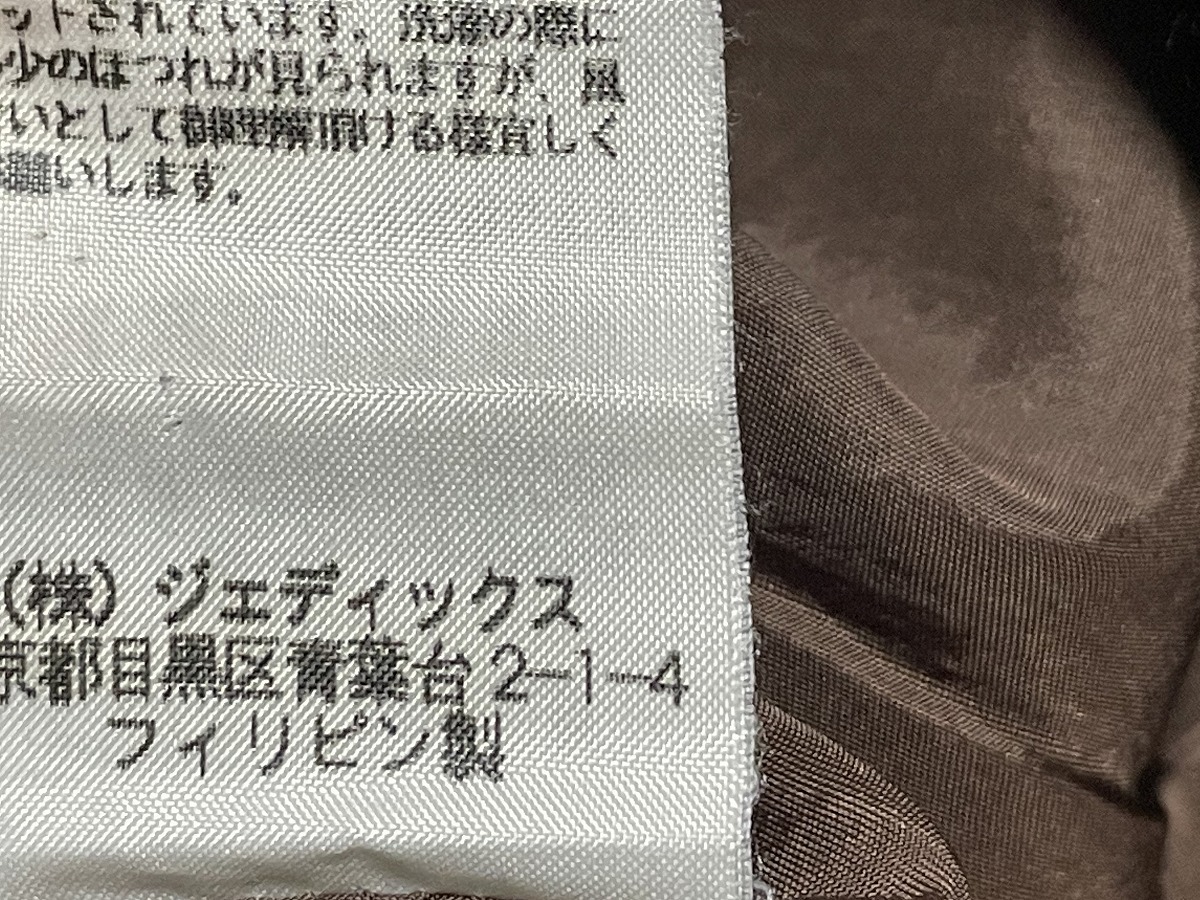 ットされています。洗濯の際に
少のほつれが見られますが、風
いとして御理解頂ける様宜しく
願いします。
(株) ジェディックス
京都目黒区青葉台2-1-4
フィリピン製